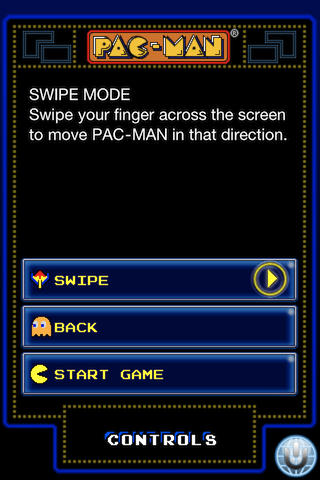 PAC-MAN®
SWIPE MODE
Swipe your finger across the screen
to move PAC-MAN in that direction.
SWIPE
BACK
START GAME
CONTROLS